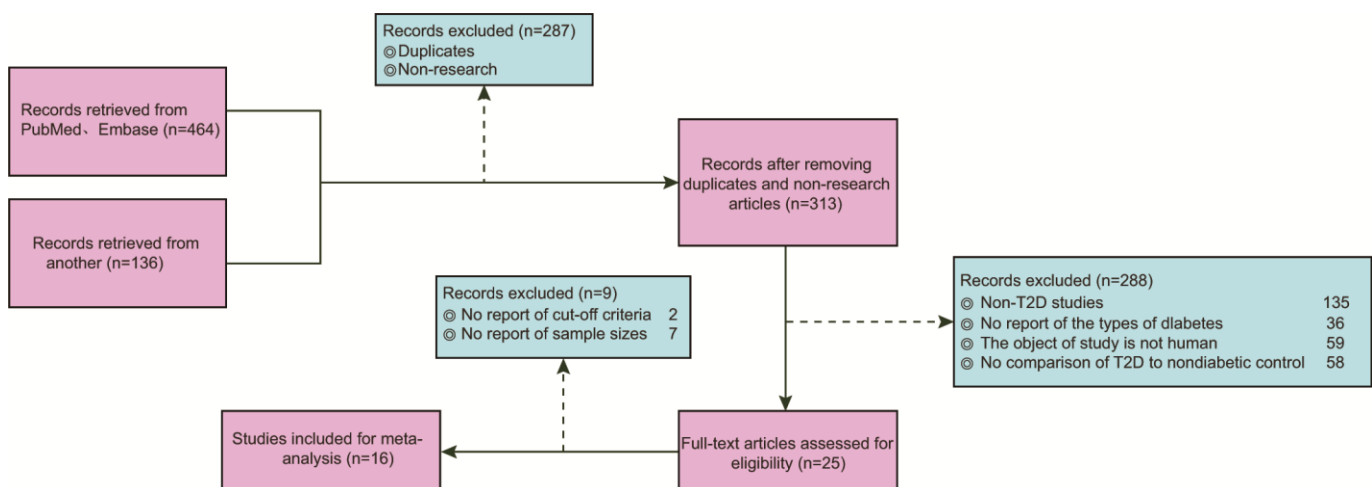 Records excluded (n=287)
◎Duplicates
◎Non-research
Records retrieved from
PubMed、Embase (n=464)
Records after removing
duplicates and non-research
articles (n=313)
Records retrieved from
another (n=136)
Records excluded (n=9)
◎ No report of cut-off criteria 2
◎ No report of sample sizes 7
Records excluded (n=288)
◎ Non-T2D studies 135
◎ No report of the types of dlabetes 36
◎ The object of study is not human 59
◎ No comparison of T2D to nondiabetic control 58
Studies included for meta-
analysis (n=16)
Full-text articles assessed for
eligibility (n=25)